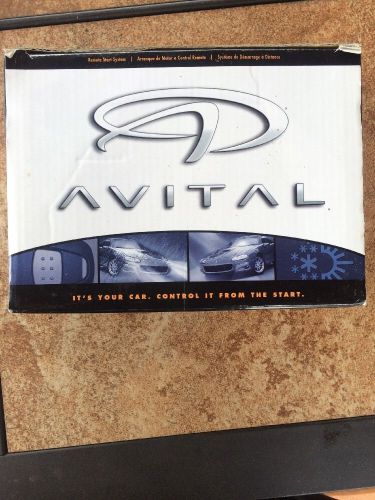 Remote Start System | Arranque de Motor a Control Remoto | Système de Démarrage à Distance
AVITAL
IT'S YOUR CAR. CONTROL IT FROM THE START.